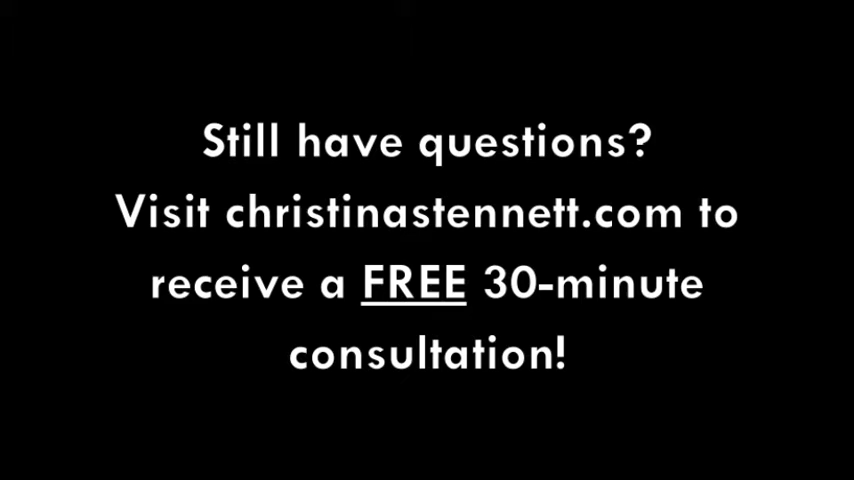 Still have questions?
Visit christinastennett.com to
receive a FREE 30-minute
consultation!